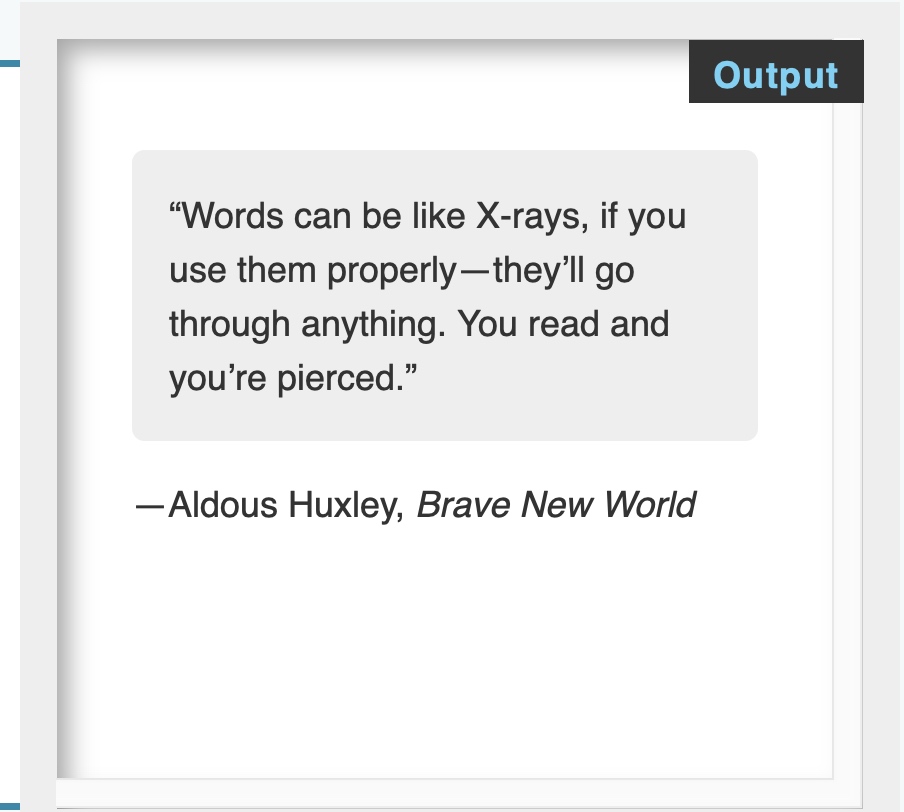 Output
“Words can be like X-rays, if you
use them properly—they’ll go
through anything. You read and
you’re pierced.”
—Aldous Huxley, Brave New World